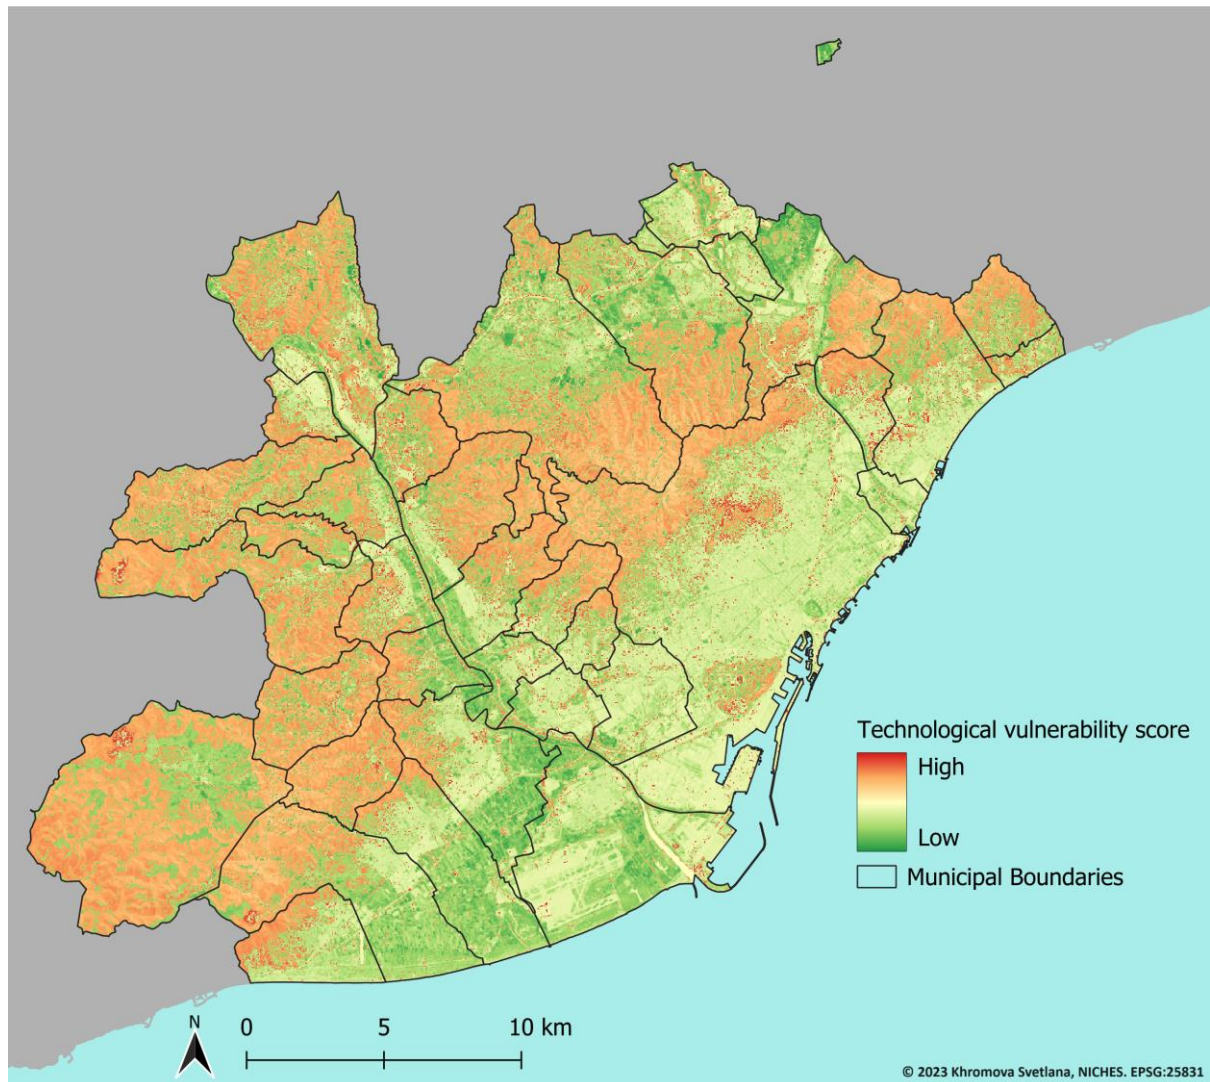 Technological vulnerability score
High
Low
Municipal Boundaries
N
0 5 10 km
© 2023 Khromova Svetlana, NICHES. EPSG:25831